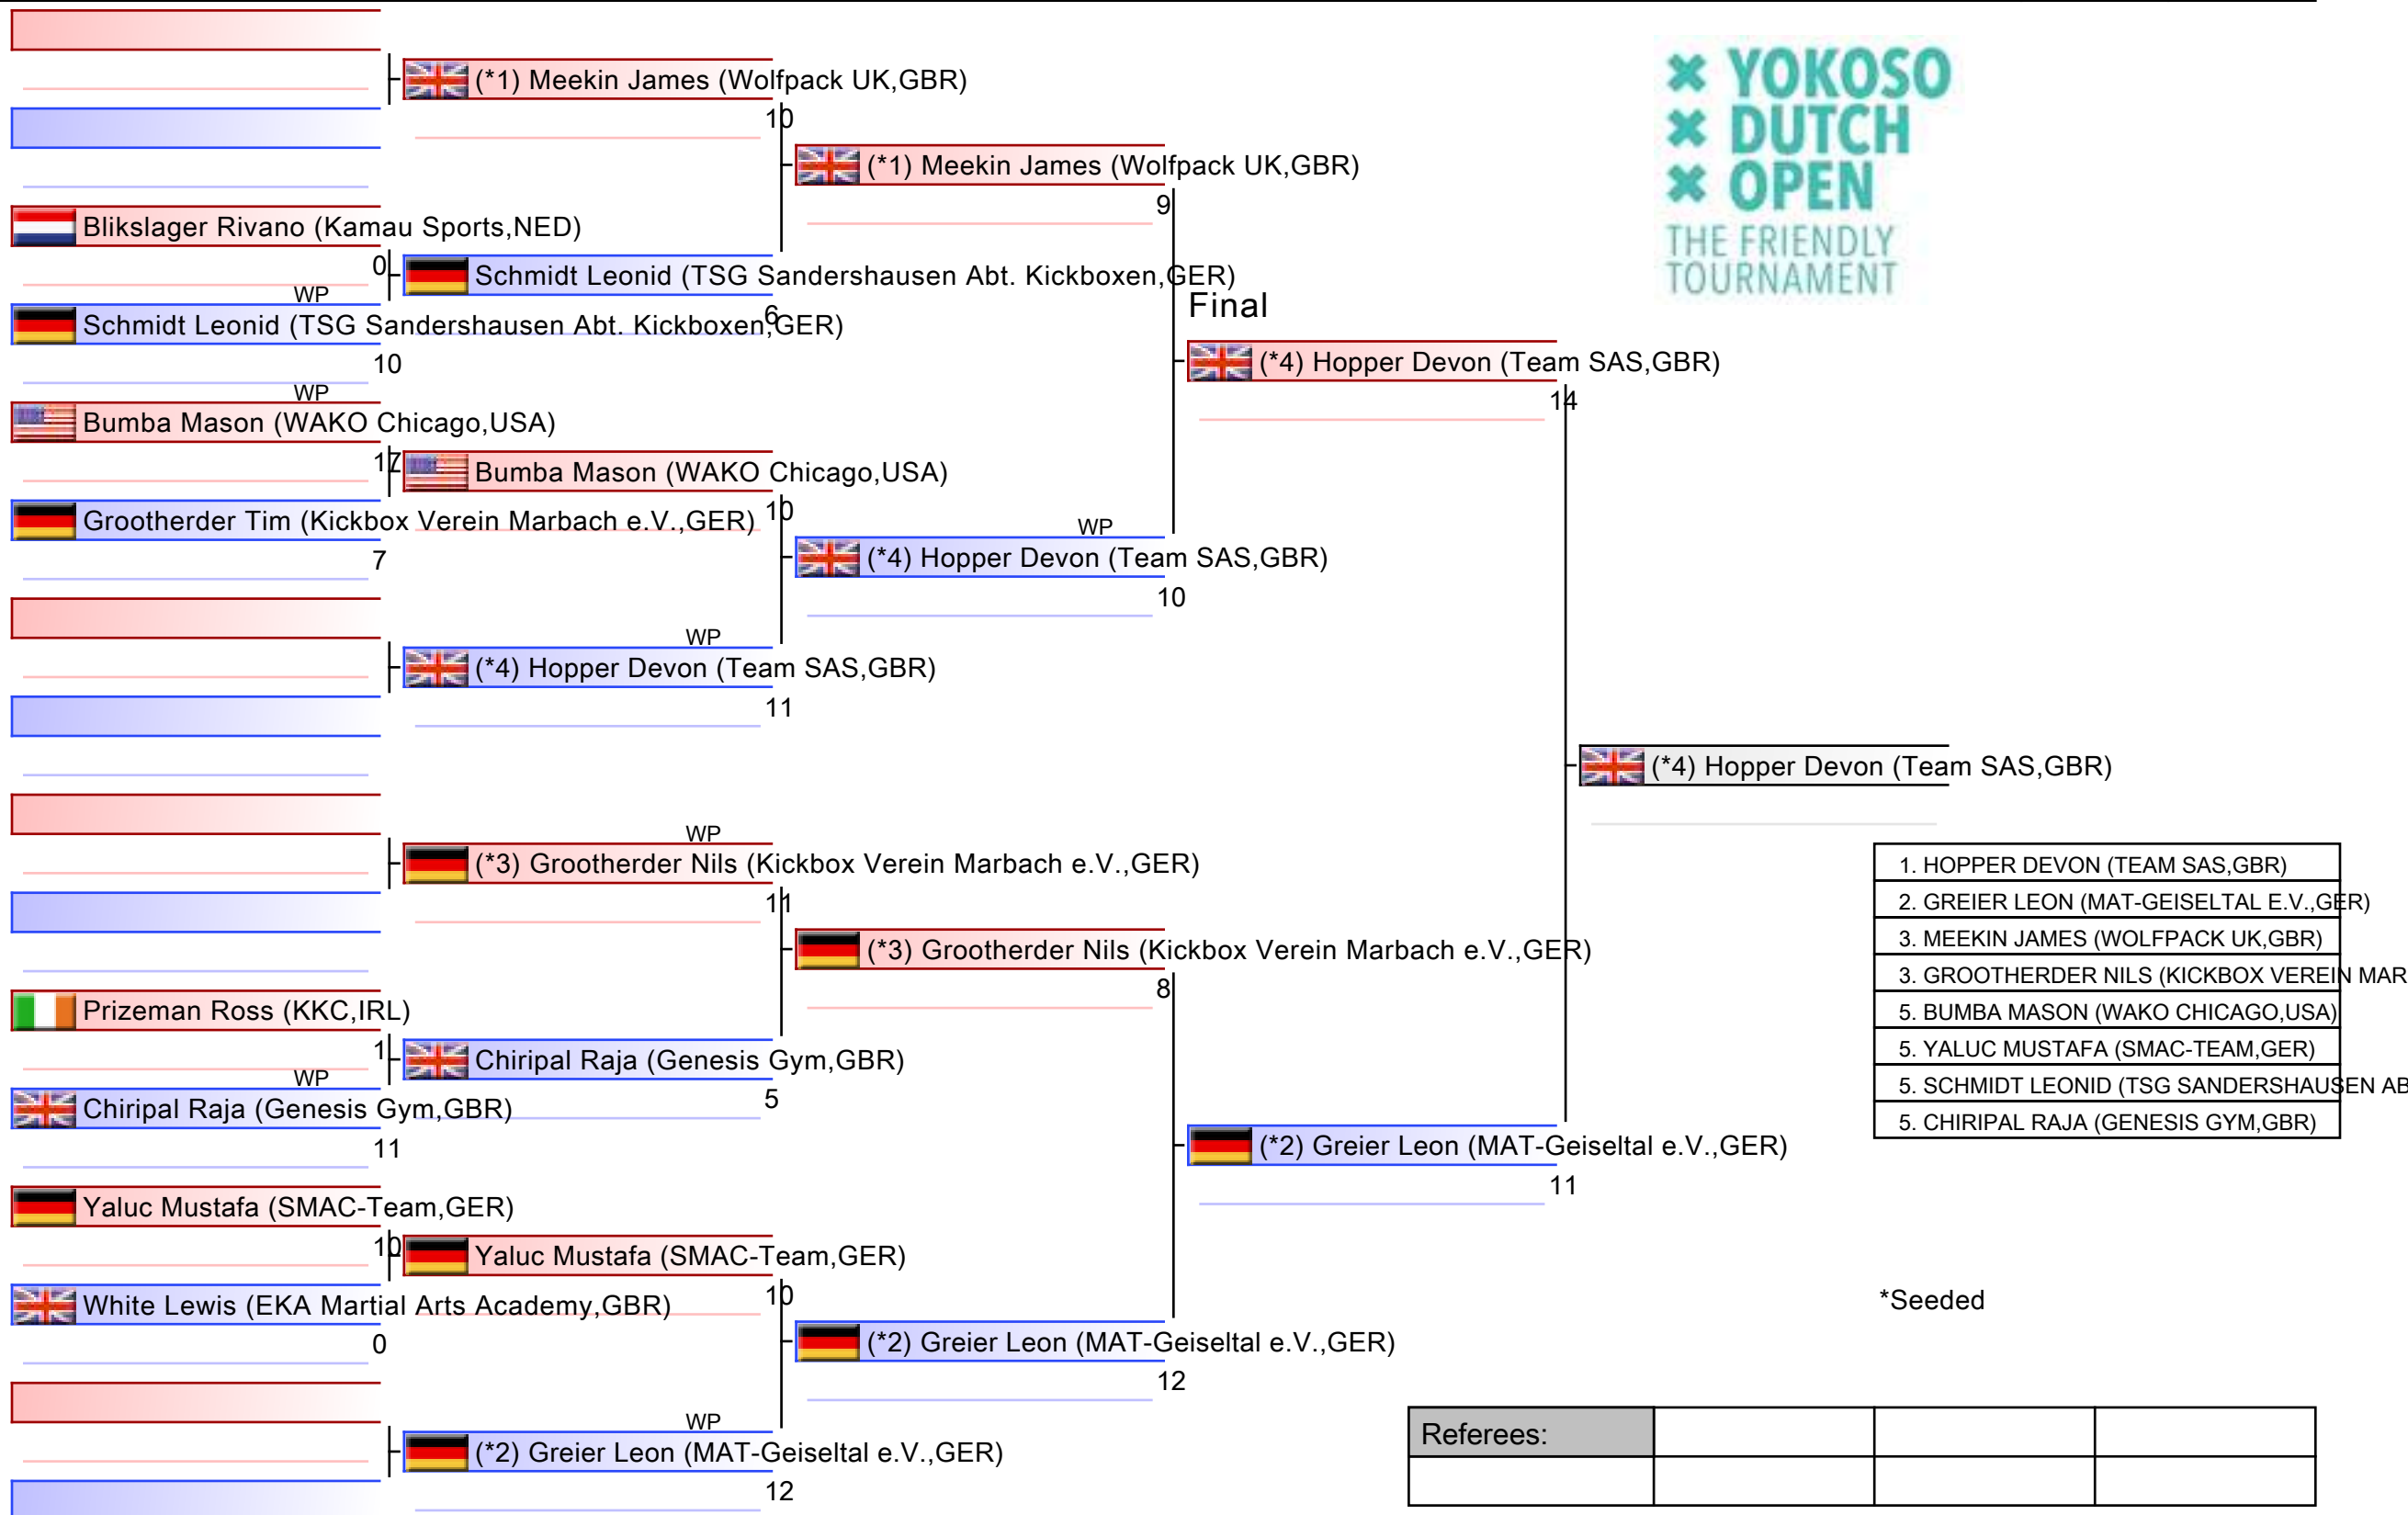 YOKOSO
DUTCH
OPEN
THE FRIENDLY
TOURNAMENT
Blikslager Rivano (Kamau Sports,NED)
0
WP
Schmidt Leonid (TSG Sandershausen Abt. Kickboxen,GER)
10
WP
Bumba Mason (WAKO Chicago,USA)
17
Grootherder Tim (Kickbox Verein Marbach e.V.,GER)
7
Prizeman Ross (KKC,IRL)
1
WP
Chiripal Raja (Genesis Gym,GBR)
11
Yaluc Mustafa (SMAC-Team,GER)
10
White Lewis (EKA Martial Arts Academy,GBR)
0
(*1) Meekin James (Wolfpack UK,GBR)
10
Schmidt Leonid (TSG Sandershausen Abt. Kickboxen,GER)
6
Bumba Mason (WAKO Chicago,USA)
10
WP
(*4) Hopper Devon (Team SAS,GBR)
11
WP
(*3) Grootherder Nils (Kickbox Verein Marbach e.V.,GER)
11
Chiripal Raja (Genesis Gym,GBR)
5
Yaluc Mustafa (SMAC-Team,GER)
10
WP
(*2) Greier Leon (MAT-Geiseltal e.V.,GER)
12
(*1) Meekin James (Wolfpack UK,GBR)
9
WP
(*4) Hopper Devon (Team SAS,GBR)
10
(*3) Grootherder Nils (Kickbox Verein Marbach e.V.,GER)
8
(*2) Greier Leon (MAT-Geiseltal e.V.,GER)
12
Final
(*4) Hopper Devon (Team SAS,GBR)
14
(*2) Greier Leon (MAT-Geiseltal e.V.,GER)
11
(*4) Hopper Devon (Team SAS,GBR)
1. HOPPER DEVON (TEAM SAS,GBR)
2. GREIER LEON (MAT-GEISELTAL E.V.,GER)
3. MEEKIN JAMES (WOLFPACK UK,GBR)
3. GROOTHERDER NILS (KICKBOX VEREIN MAR
5. BUMBA MASON (WAKO CHICAGO,USA)
5. YALUC MUSTAFA (SMAC-TEAM,GER)
5. SCHMIDT LEONID (TSG SANDERSHAUSEN AB
5. CHIRIPAL RAJA (GENESIS GYM,GBR)
*Seeded
Referees: